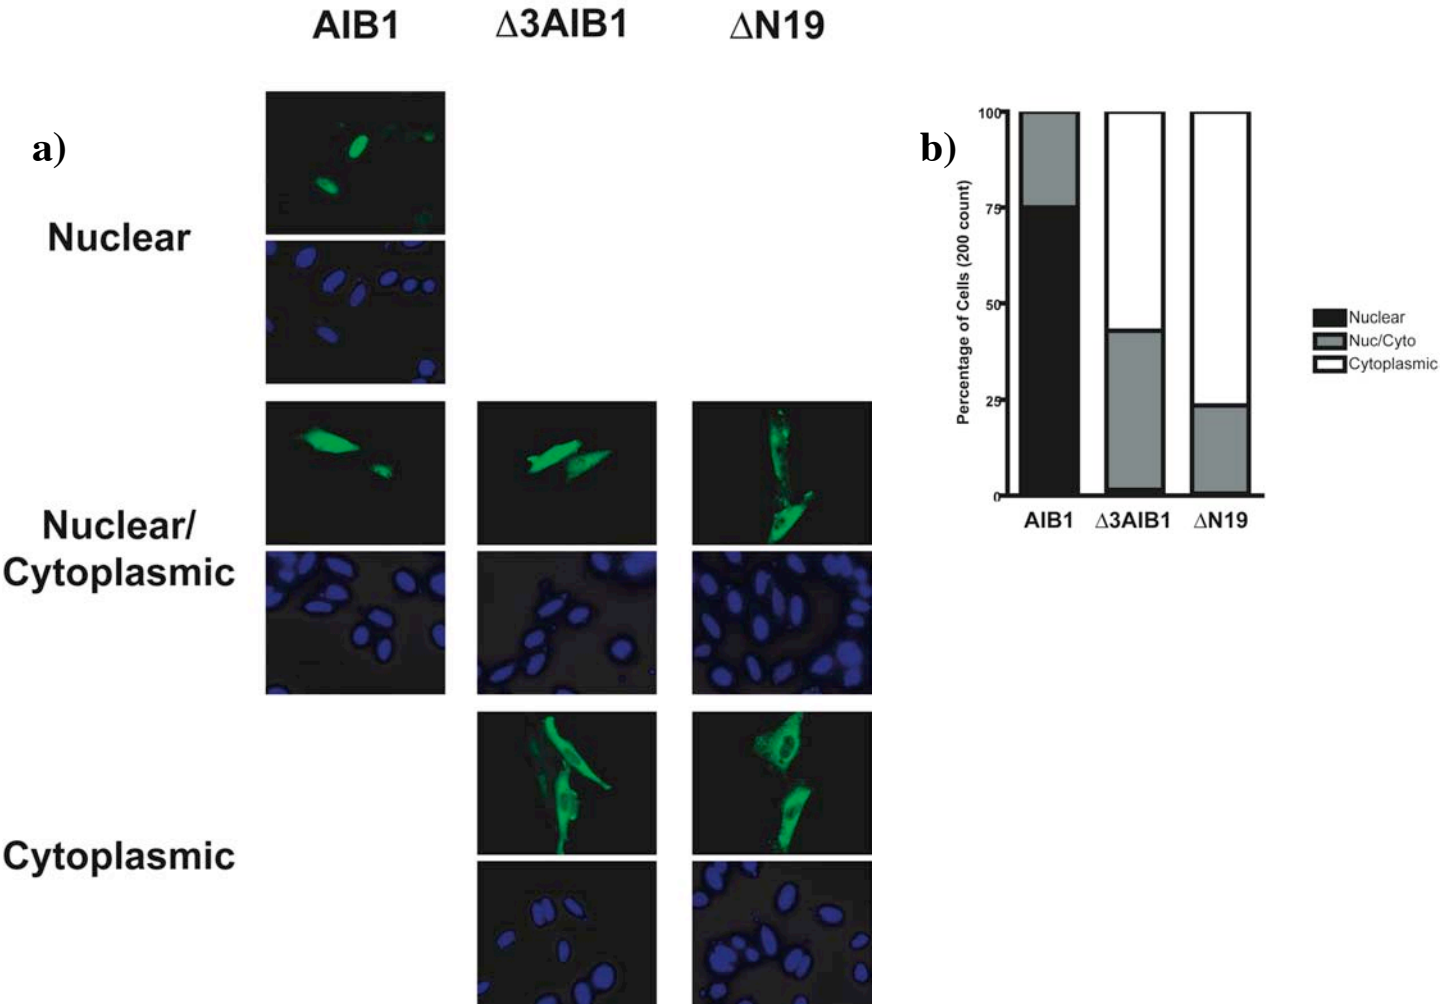 AIB1 Δ3AIB1 ΔN19
a)
Nuclear
Nuclear/
Cytoplasmic
Cytoplasmic
b)
Percentage of Cells (200 count)
100
75
50
25
0
AIB1 Δ3AIB1 ΔN19
Nuclear
Nuc/Cyto
Cytoplasmic